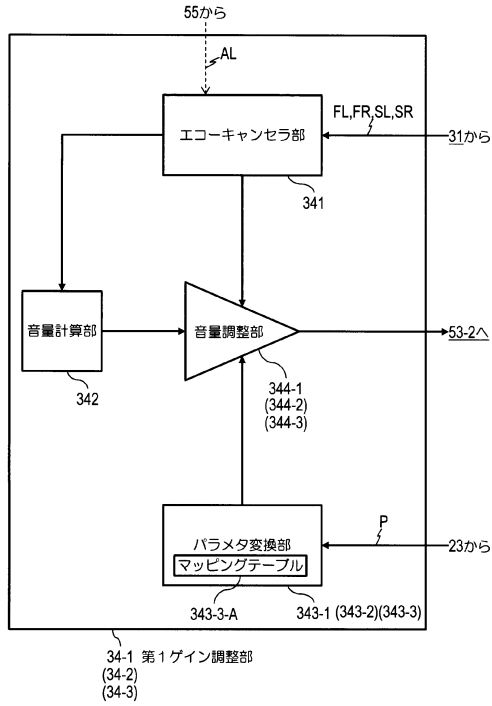 55から
AL
エコーキャンセラ部
FL,FR,SL,SR
31から
341
音量計算部
342
音量調整部
53-2へ
344-1
(344-2)
(344-3)
パラメタ変換部
マッピングテーブル
P
23から
343-3-A
343-1 (343-2)(343-3)
34-1 第1ゲイン調整部
(34-2)
(34-3)